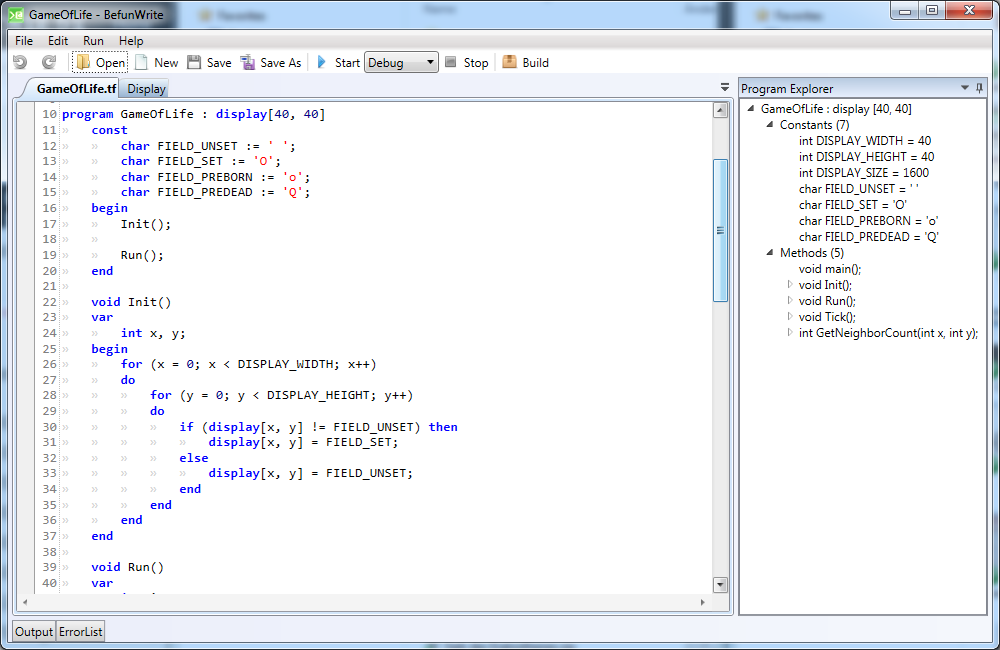 GameOfLife - BefunWrite
File Edit Run Help
Open New Save Save As Start Debug Stop Build
GameOfLife.tf Display
10 program GameOfLife : display[40, 40]
11 » const
12 » » char FIELD_UNSET := ' ';
13 » » char FIELD_SET := 'O';
14 » » char FIELD_PREBORN := 'o';
15 » » char FIELD_PREDEAD := 'Q';
16 » begin
17 » » Init();
18 » »
19 » » Run();
20 » end
21 »
22 » void Init()
23 » var
24 » » int x, y;
25 » begin
26 » » for (x = 0; x < DISPLAY_WIDTH; x++)
27 » » do
28 » » » for (y = 0; y < DISPLAY_HEIGHT; y++)
29 » » » do
30 » » » » if (display[x, y] != FIELD_UNSET) then
31 » » » » » display[x, y] = FIELD_SET;
32 » » » » else
33 » » » » » display[x, y] = FIELD_UNSET;
34 » » » » end
35 » » » end
36 » » end
37 » end
38 »
39 » void Run()
40 » var
Program Explorer
GameOfLife : display [40, 40]
Constants (7)
int DISPLAY_WIDTH = 40
int DISPLAY_HEIGHT = 40
int DISPLAY_SIZE = 1600
char FIELD_UNSET = ' '
char FIELD_SET = 'O'
char FIELD_PREBORN = 'o'
char FIELD_PREDEAD = 'Q'
Methods (5)
void main();
void Init();
void Run();
void Tick();
int GetNeighborCount(int x, int y);
Output ErrorList